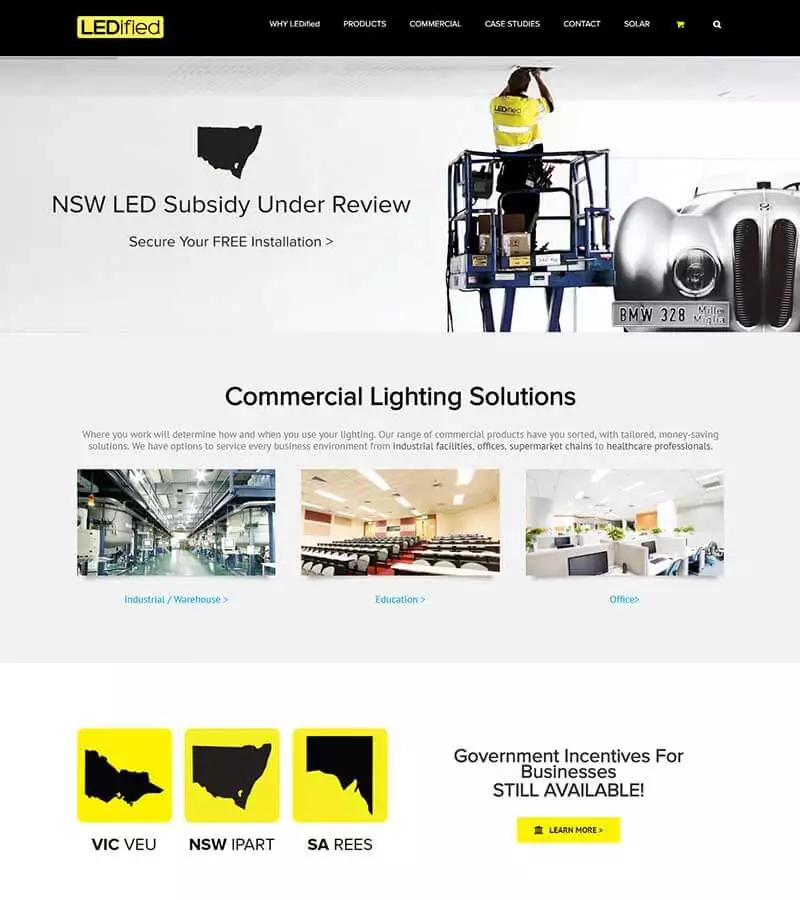 LEDified
WHY LEDified PRODUCTS COMMERCIAL CASE STUDIES CONTACT SOLAR
LEDified
NSW LED Subsidy Under Review
Secure Your FREE Installation >
BMW 328 Mille
Miglia
Commercial Lighting Solutions
Where you work will determine how and when you use your lighting. Our range of commercial products have you sorted, with tailored, money-saving
solutions. We have options to service every business environment from industrial facilities, offices, supermarket chains to healthcare professionals.
Industrial / Warehouse >
Education >
Office>
VIC VEU
NSW IPART
SA REES
Government Incentives For
Businesses
STILL AVAILABLE!
LEARN MORE >